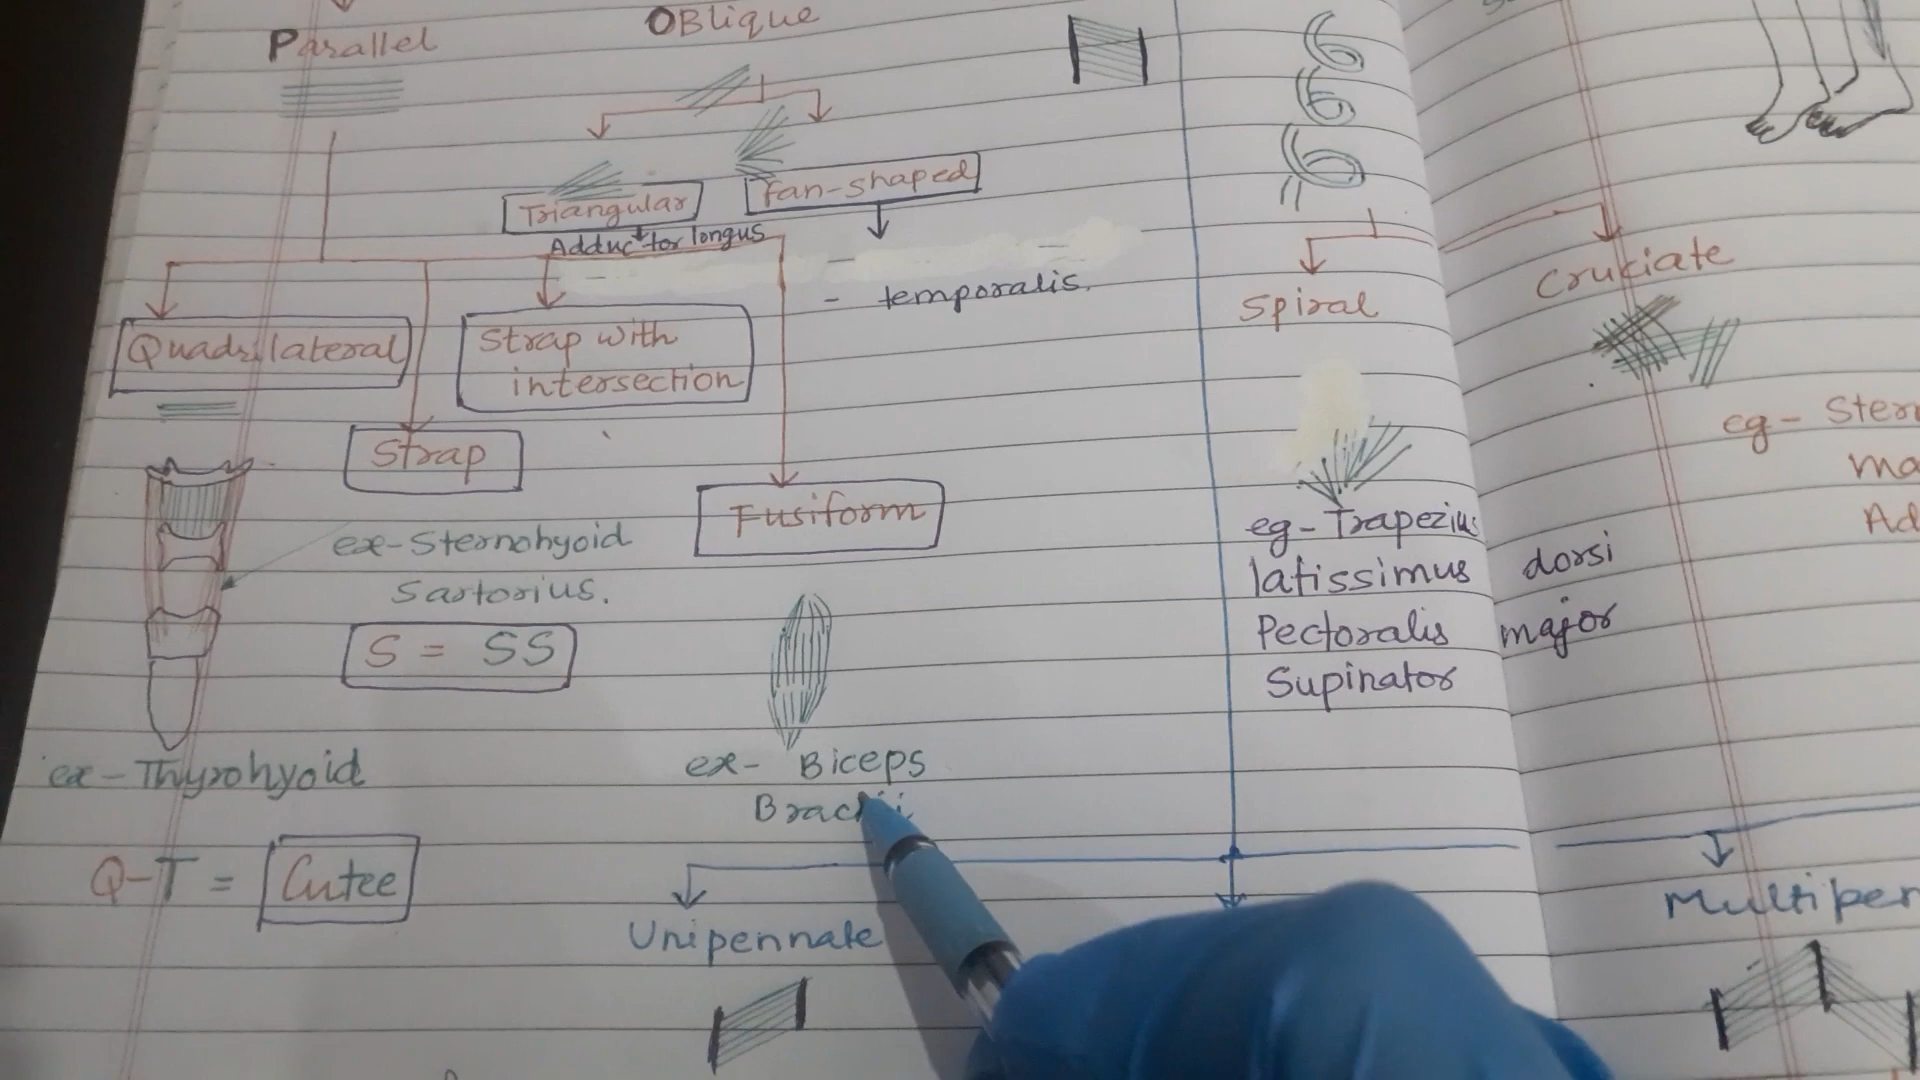 Parallel
OBlique
Triangular
fan-shaped
Adductor longus
- temporalis.
Spiral
Cruciate
Quadrilateral
Strap with
intersection
Strap
Fusiform
ex-Sternohyoid
Sartorius.
S = SS
eg-
eg-Trapezius
latissimus dorsi
Pectoralis major
Supinator
ex-Thyrohyoid
ex- Biceps
Q-T = Cutee
Unipennate